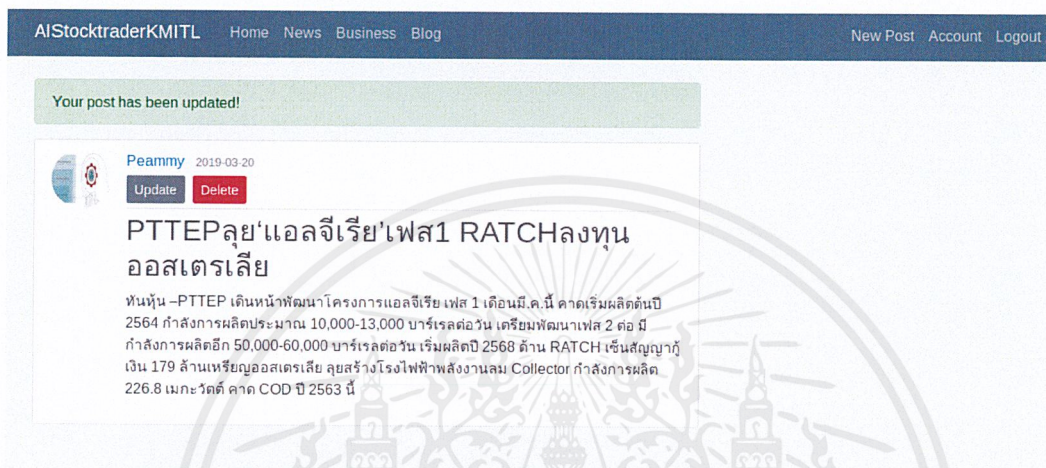 AIStocktraderKMITL Home News Business Blog New Post Account Logout
Your post has been updated!
Peammy 2019-03-20
Update Delete
PTTEPลุย‘แอลจีเรีย’เฟส1 RATCHลงทุน
ออสเตรเลีย
ทันหุ้น –PTTEP เดินหน้าพัฒนาโครงการแอลจีเรีย เฟส 1 เดือนมี.ค.นี้ คาดเริ่มผลิตต้นปี
2564 กำลังการผลิตประมาณ 10,000-13,000 บาร์เรลต่อวัน เตรียมพัฒนาเฟส 2 ต่อ มี
กำลังการผลิตอีก 50,000-60,000 บาร์เรลต่อวัน เริ่มผลิตปี 2568 ด้าน RATCH เซ็นสัญญากู้
เงิน 179 ล้านเหรียญออสเตรเลีย ลุยสร้างโรงไฟฟ้าพลังงานลม Collector กำลังการผลิต
226.8 เมกะวัตต์ คาด COD ปี 2563 นี้